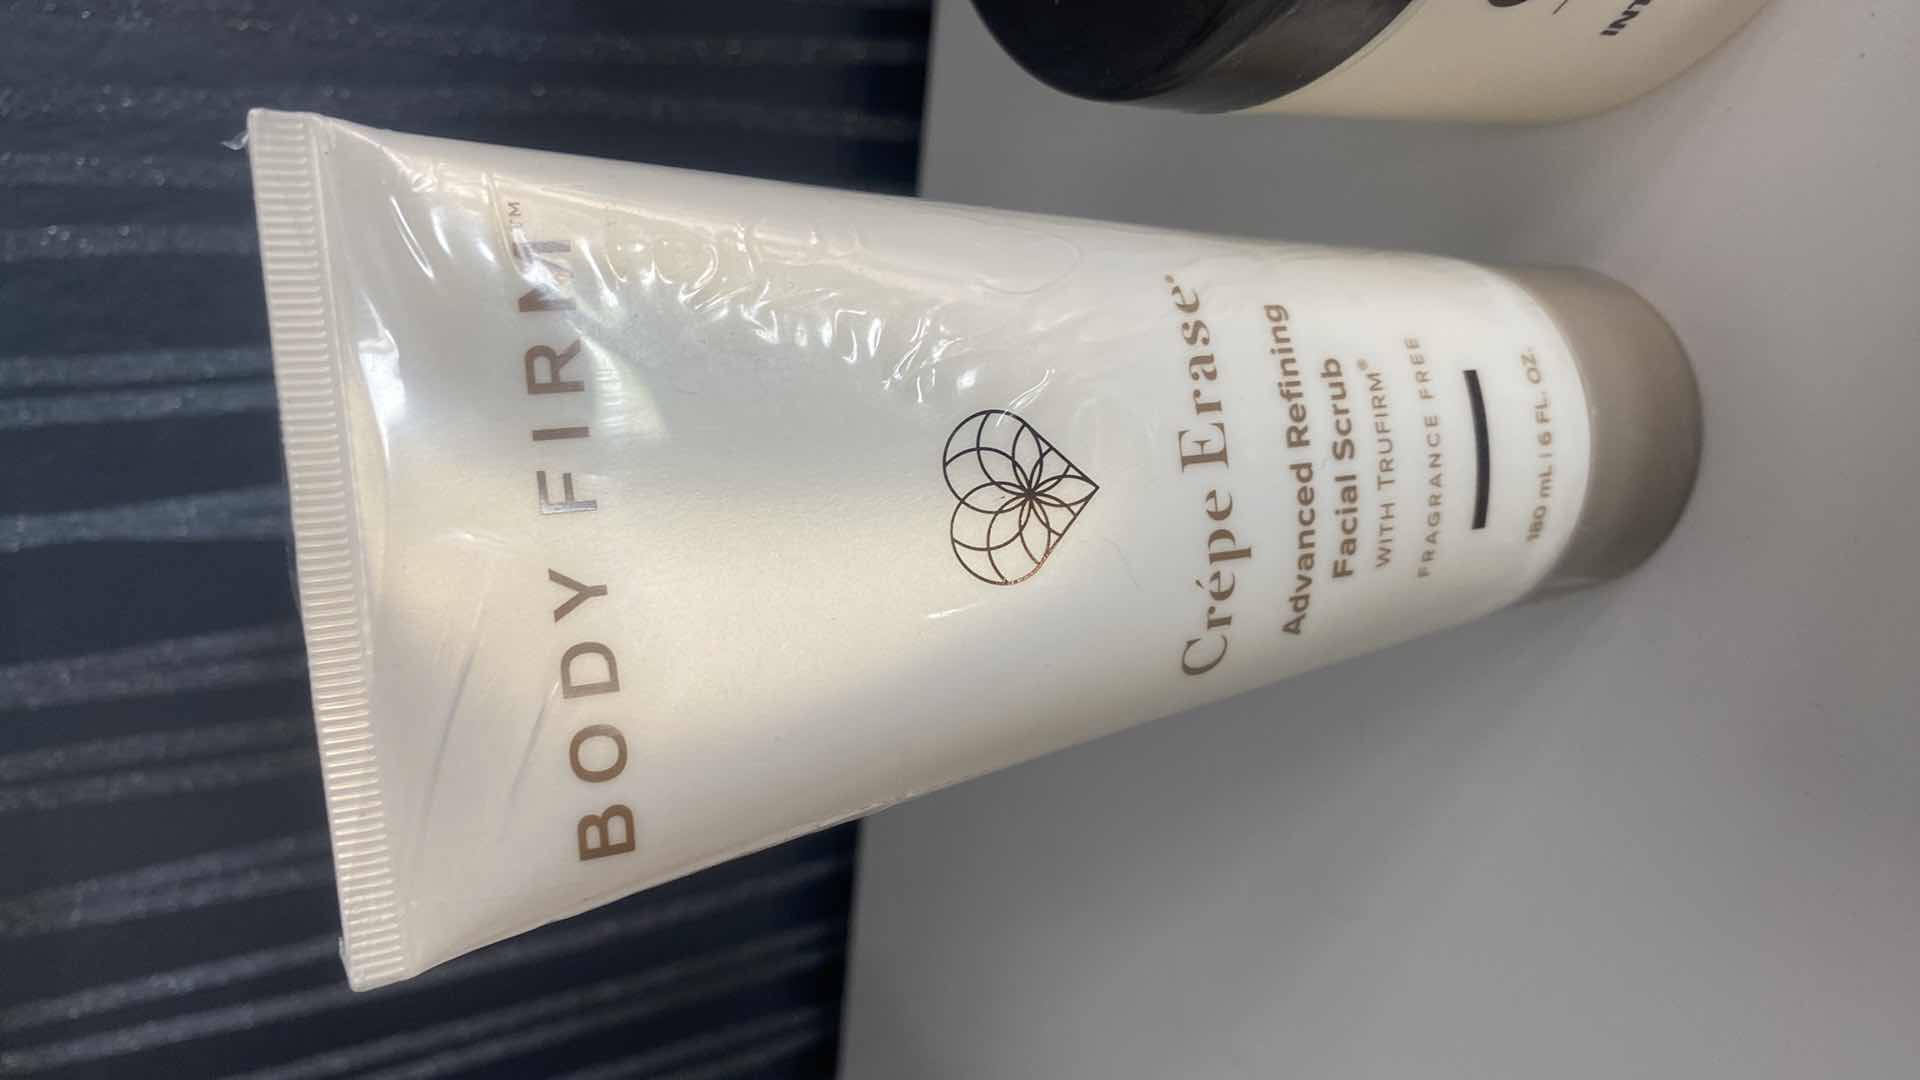 BODY FIRM™
Crépe Erase®
Advanced Refining
Facial Scrub
WITH TRUFIRM®
FRAGRANCE FREE
180 mL | 6 FL. OZ.